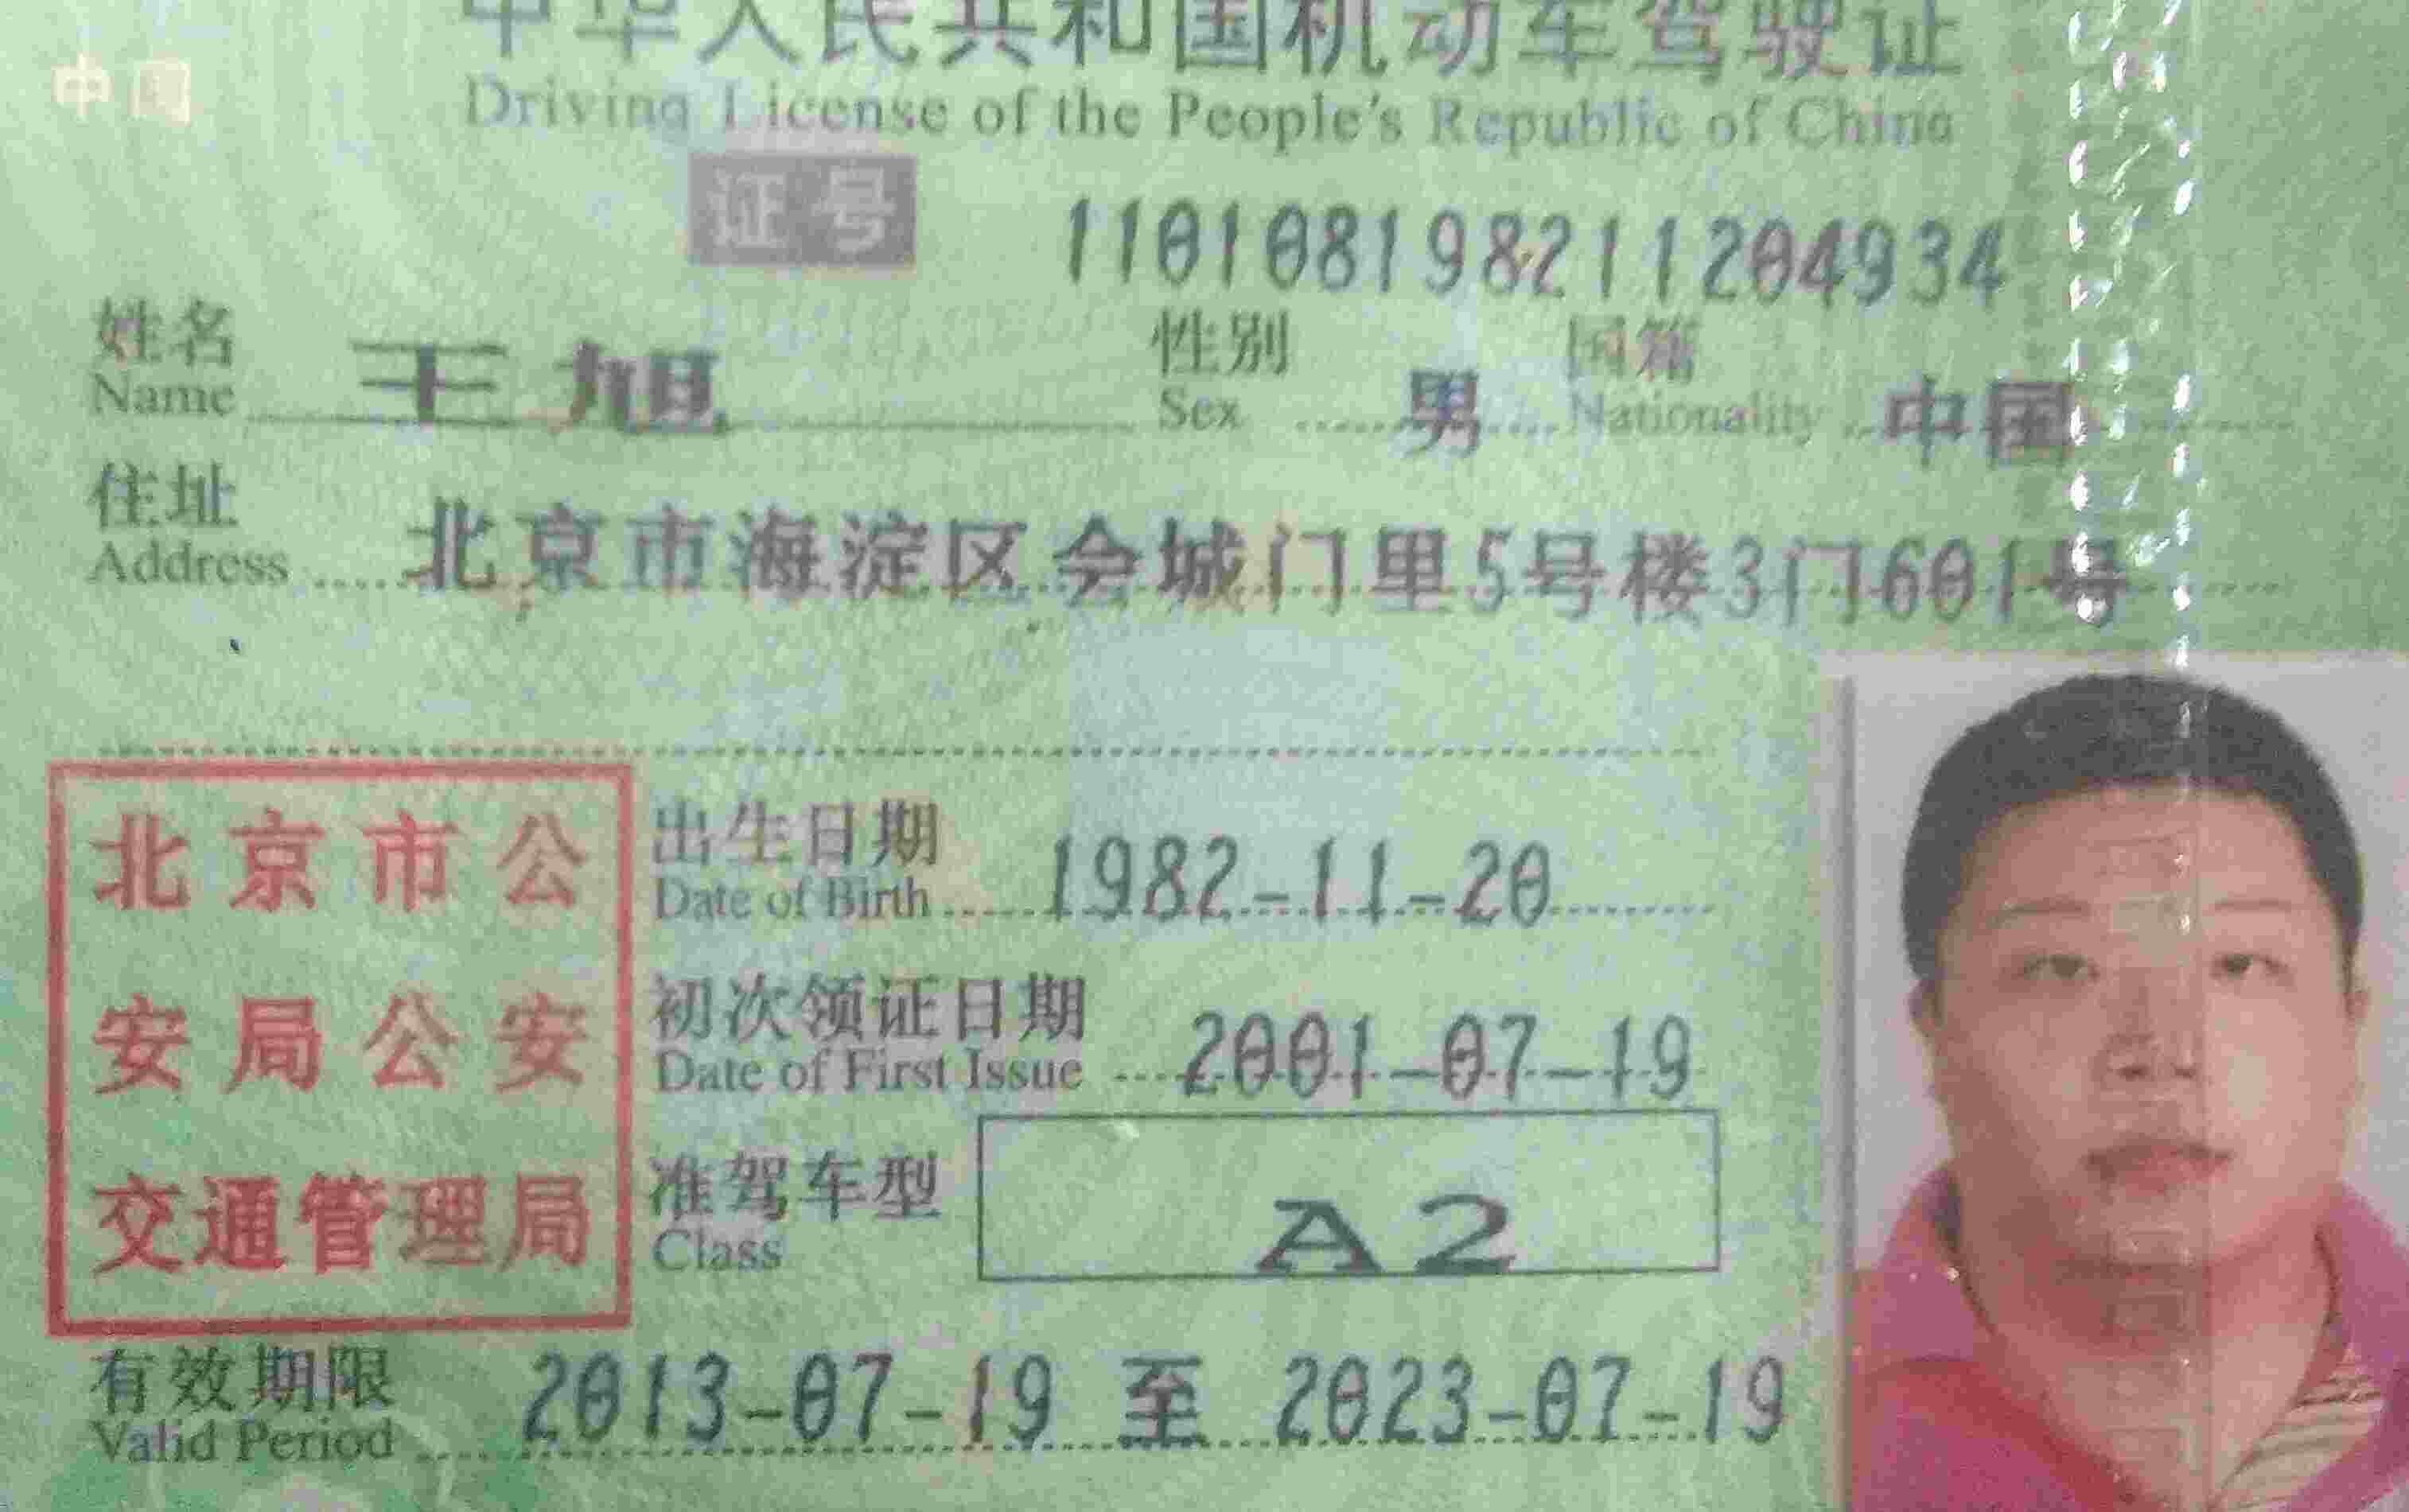 中华人民共和国机动车驾驶证
中国
Driving License of the People's Republic of China
证号 110108198211204934
姓名 王旭 性别 男 国籍 中国
Name Sex Nationality
住址 北京市海淀区会城门里5号楼3门601号
Address
北京市公
安局公安
交通管理局
出生日期 1982-11-20
Date of Birth
初次领证日期 2001-07-19
Date of First Issue
准驾车型 A2
Class
有效期限 2013-07-19 至 2023-07-19
Valid Period